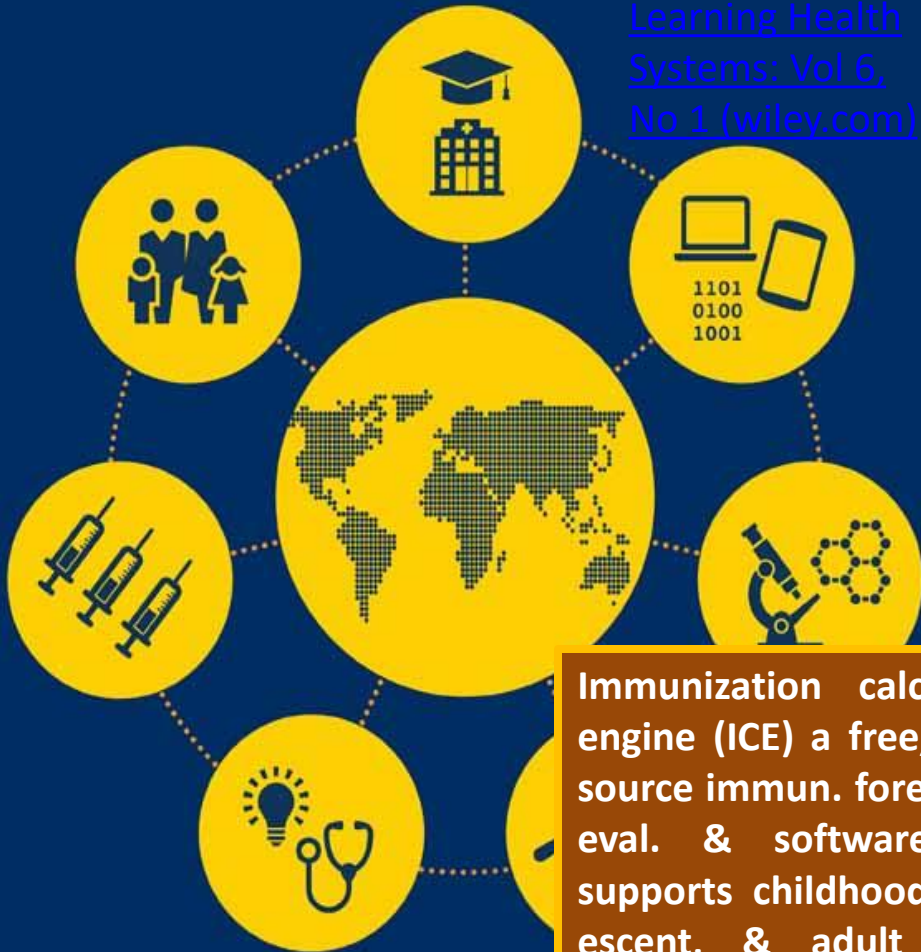 Learning Health
Systems: Vol 6,
No 1 (wiley.com)
1101
0100
1001
Immunization
engine (ICE) a free,
source immun.
eval. & software
supports childhood
escent. & adult